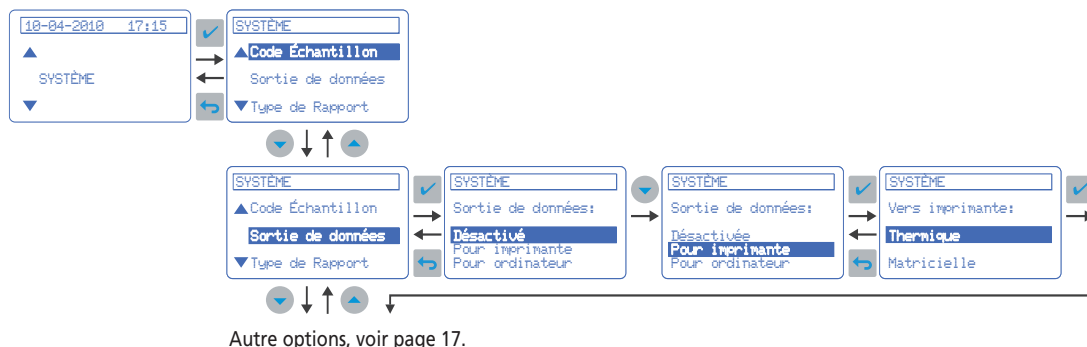 10-04-2010 17:15
SYSTÈME
SYSTÈME
Code Échantillon
Sortie de données
Type de Rapport
SYSTÈME
Code Échantillon
Sortie de données
Type de Rapport
SYSTÈME
Sortie de données:
Désactivé
Pour imprimante
Pour ordinateur
SYSTÈME
Sortie de données:
Désactivée
Pour imprimante
Pour ordinateur
SYSTÈME
Vers imprimante:
Thermique
Matricielle
Autre options, voir page 17.